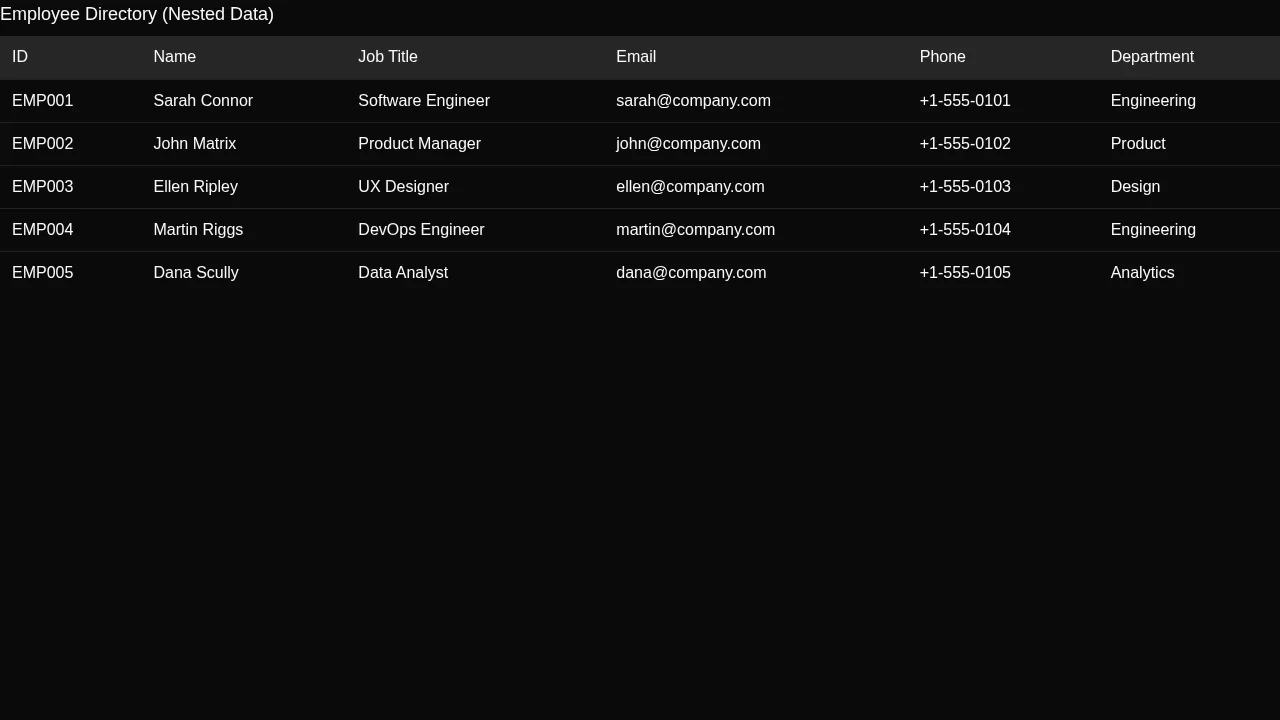 Employee Directory (Nested Data)
ID Name Job Title Email Phone Department
EMP001 Sarah Connor Software Engineer sarah@company.com +1-555-0101 Engineering
EMP002 John Matrix Product Manager john@company.com +1-555-0102 Product
EMP003 Ellen Ripley UX Designer ellen@company.com +1-555-0103 Design
EMP004 Martin Riggs DevOps Engineer martin@company.com +1-555-0104 Engineering
EMP005 Dana Scully Data Analyst dana@company.com +1-555-0105 Analytics